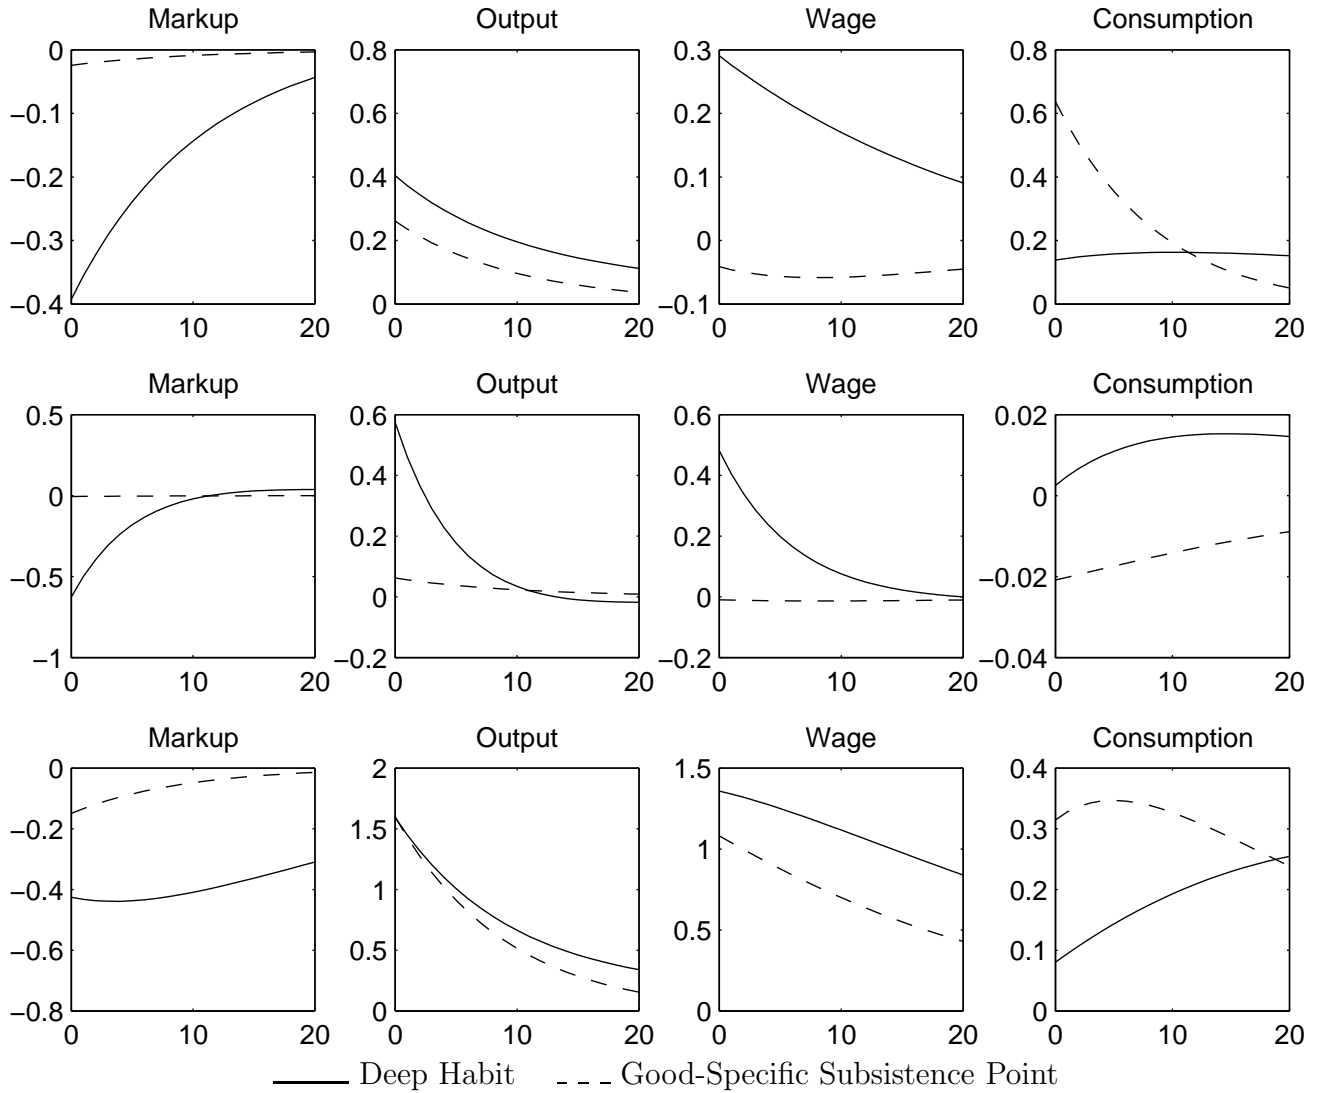 Markup Output Wage Consumption
0 0.8 0.3 0.8
−0.1 0.6 0.2 0.6
−0.2 0.4 0.1 0.4
−0.3 0.2 0 0.2
−0.4 0 −0.1 0
0 10 20 0 10 20 0 10 20 0 10 20
Markup Output Wage Consumption
0.5 0.6 0.6 0.02
0 0.4 0.4 0
−0.5 0.2 0.2 −0.02
−1 0 0 −0.04
−0.2 −0.2
0 10 20 0 10 20 0 10 20 0 10 20
Markup Output Wage Consumption
0 2 1.5 0.4
−0.2 1.5 1 0.3
−0.4 1 0.5 0.2
−0.6 0.5 0 0.1
−0.8 0 0
0 10 20 0 10 20 0 10 20 0 10 20
Deep Habit Good-Specific Subsistence Point